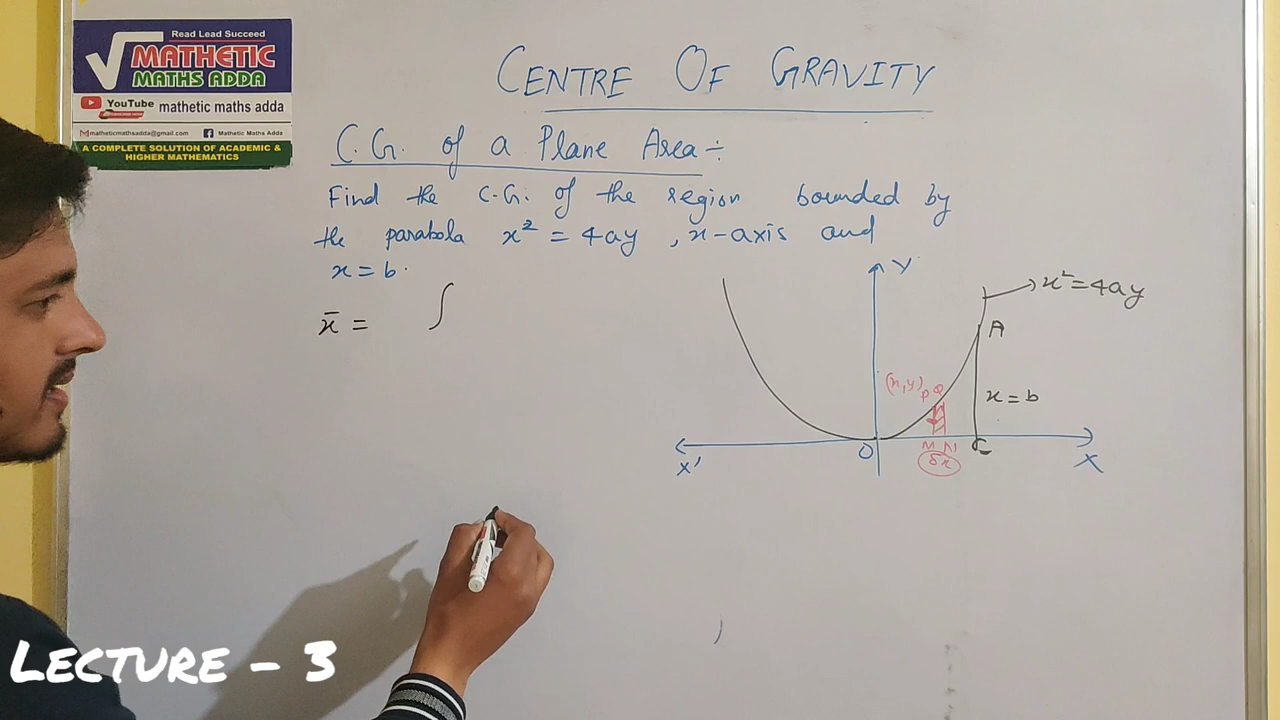 Read Lead Succeed
MATHETIC
MATHS ADDA
YouTube mathetic maths adda
matheticmathsadda@gmail.com Mathetic Maths Adda
A COMPLETE SOLUTION OF ACADEMIC &
HIGHER MATHEMATICS
CENTRE OF GRAVITY
C.G. of a Plane Area :-
Find the C.G. of the region bounded by
the parabola x² = 4ay , x-axis and
x = b.
x̄ = ∫
Y
x² = 4ay
A
(x,y) P Q
x = b
X' O M N C X
δx
LECTURE - 3